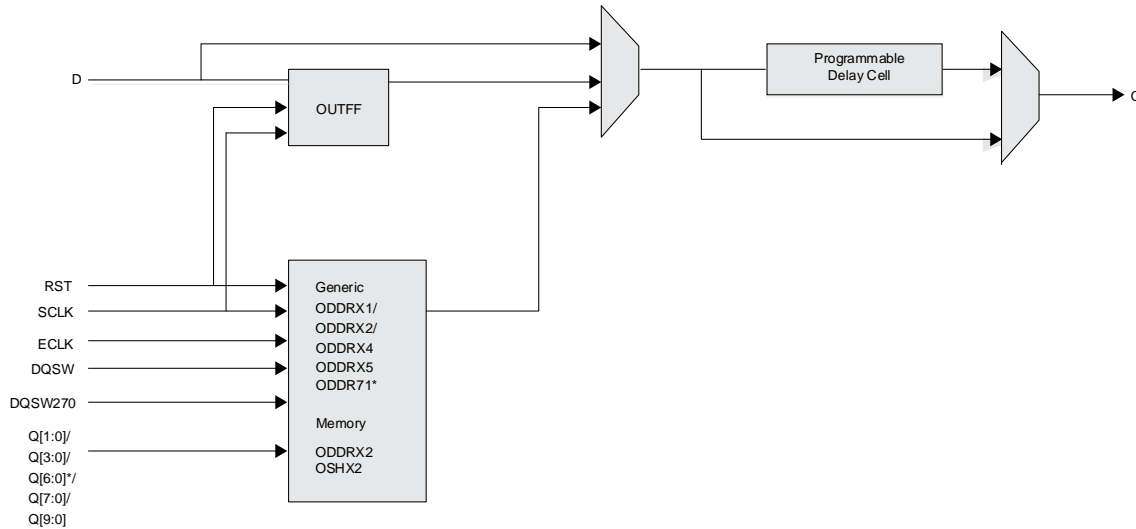 D
OUTFF
Programmable
Delay Cell
Q
RST
SCLK
ECLK
DQSW
DQSW270
Q[1:0]/
Q[3:0]/
Q[6:0]*/
Q[7:0]/
Q[9:0]
Generic
ODDRX1/
ODDRX2/
ODDRX4
ODDRX5
ODDR71*
Memory
ODDRX2
OSHX2